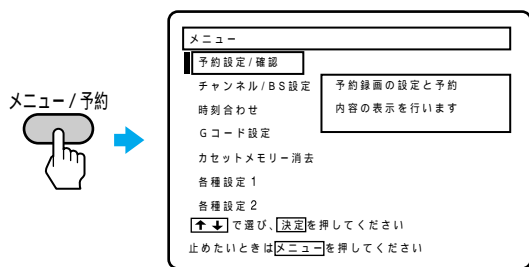 メニュー/予約
メニュー
予約設定/確認
チャンネル/BS設定
時刻合わせ
Gコード設定
カセットメモリー消去
各種設定1
各種設定2
予約録画の設定と予約
内容の表示を行います
↑↓で選び、決定を押してください
止めたいときはメニューを押してください